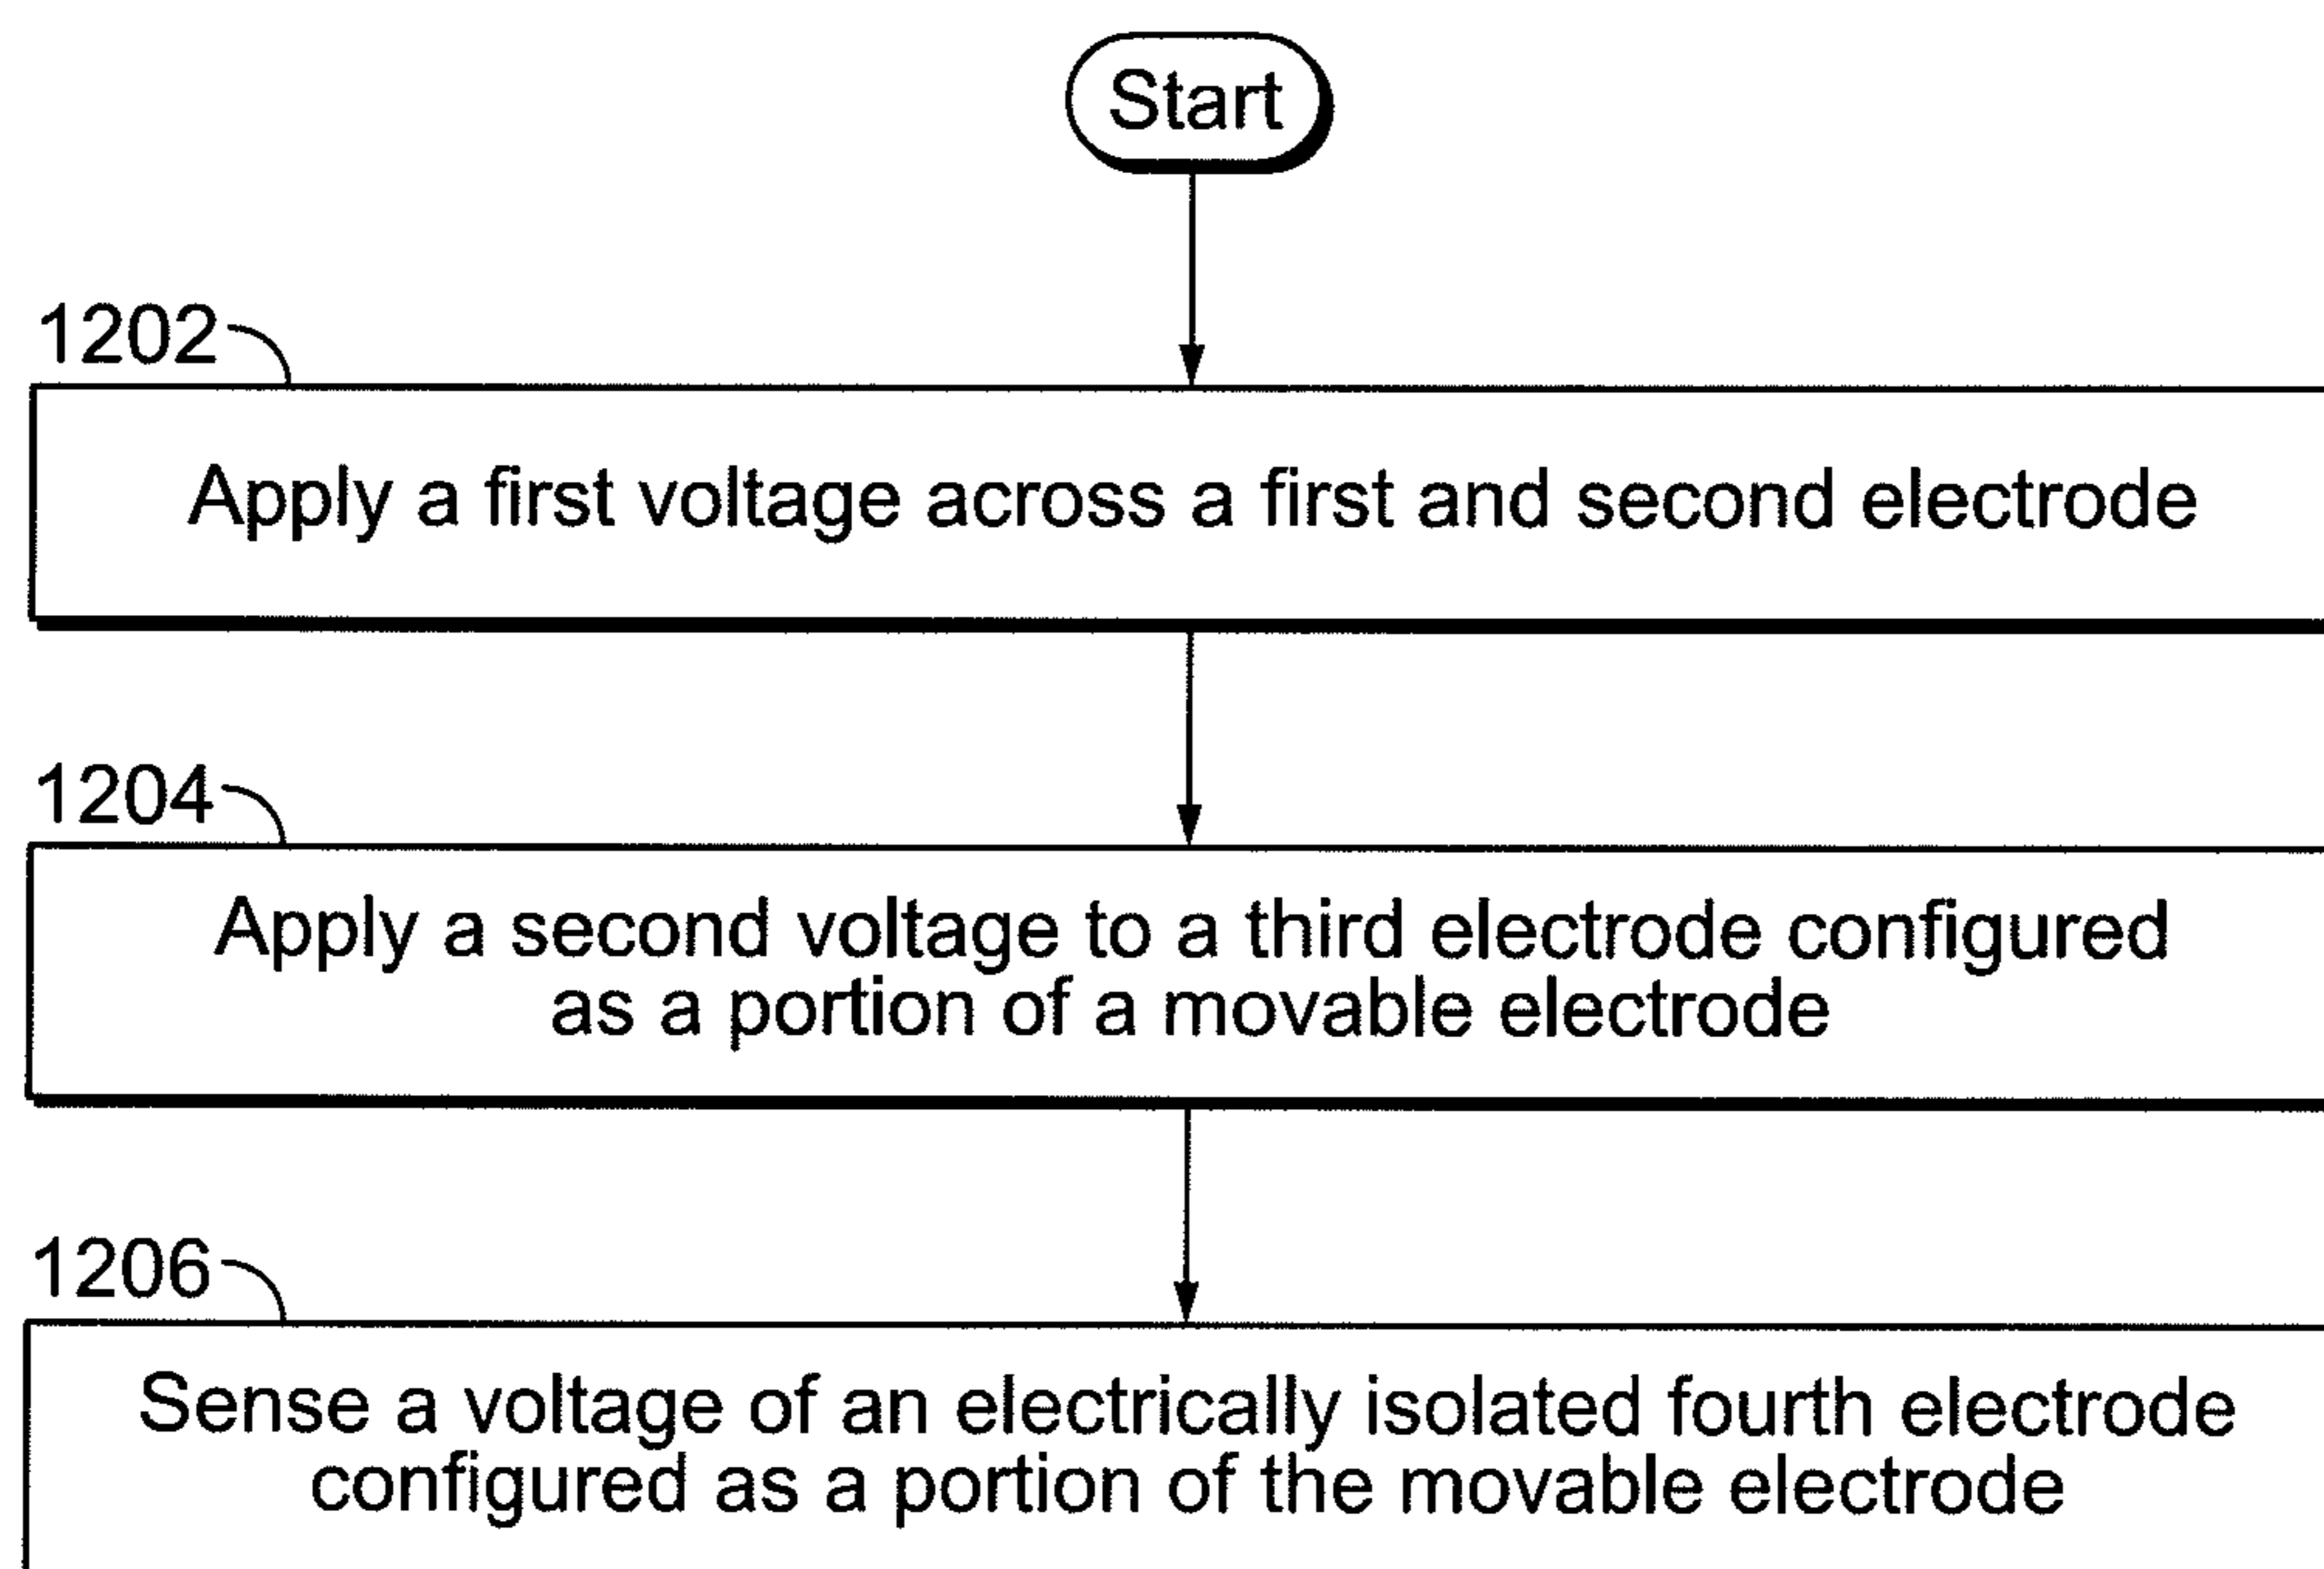 Start
1202
Apply a first voltage across a first and second electrode
1204
Apply a second voltage to a third electrode configured
as a portion of a movable electrode
1206
Sense a voltage of an electrically isolated fourth electrode
configured as a portion of the movable electrode